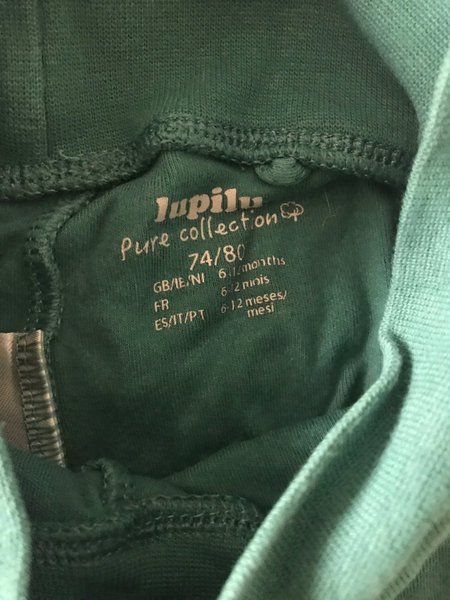 lupilu
Pure collection
74/80
GB/IE/NI 6-12 months
FR 6-12 mois
ES/IT/PT 6-12 meses/
mesi